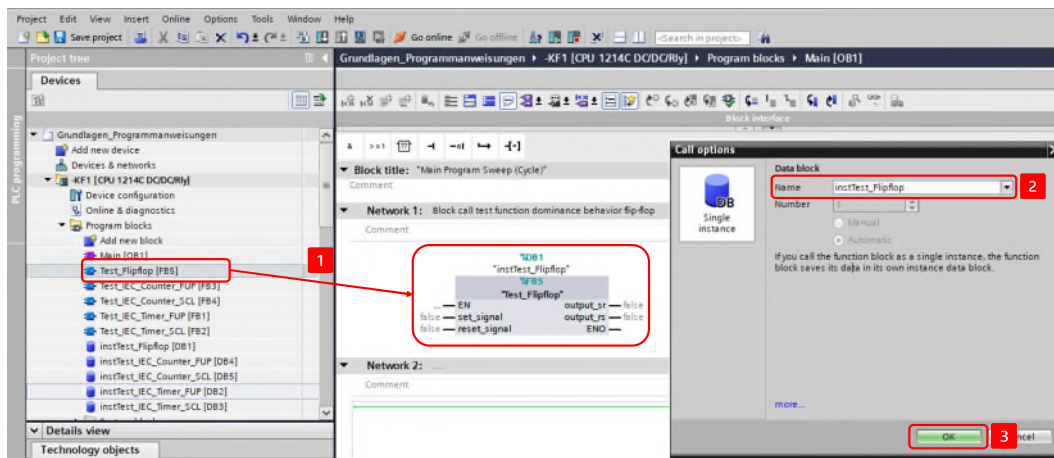 Project Edit View Insert Online Options Tools Window Help
Save project Go online Go offline <Search in project>
Project tree
Grundlagen_Programmanweisungen ▸ -KF1 [CPU 1214C DC/DC/Rly] ▸ Program blocks ▸ Main [OB1]
Devices
Block interface
PLC programming
Grundlagen_Programmanweisungen
Add new device
Devices & networks
-KF1 [CPU 1214C DC/DC/Rly]
Device configuration
Online & diagnostics
Program blocks
Add new block
Main [OB1]
Test_Flipflop [FB5]
Test_IEC_Counter_FUP [FB3]
Test_IEC_Counter_SCL [FB4]
Test_IEC_Timer_FUP [FB1]
Test_IEC_Timer_SCL [FB2]
instTest_Flipflop [DB1]
instTest_IEC_Counter_FUP [DB4]
instTest_IEC_Counter_SCL [DB5]
instTest_IEC_Timer_FUP [DB2]
instTest_IEC_Timer_SCL [DB3]
Details view
Technology objects
1
& >=1 ?? -| -o| ↦ -[=]
Block title: "Main Program Sweep (Cycle)"
Comment
Network 1: Block call test function dominance behavior flip-flop
Comment
%DB1
"instTest_Flipflop"
%FB5
"Test_Flipflop"
... EN output_sr false
false set_signal output_rs false
false reset_signal ENO
Network 2: .....
Comment
Call options
X
Data block
Name instTest_Flipflop
2
Number 1
Manual
Automatic
DB
Single
instance
If you call the function block as a single instance, the function
block saves its data in its own instance data block.
more...
OK
3
ncel